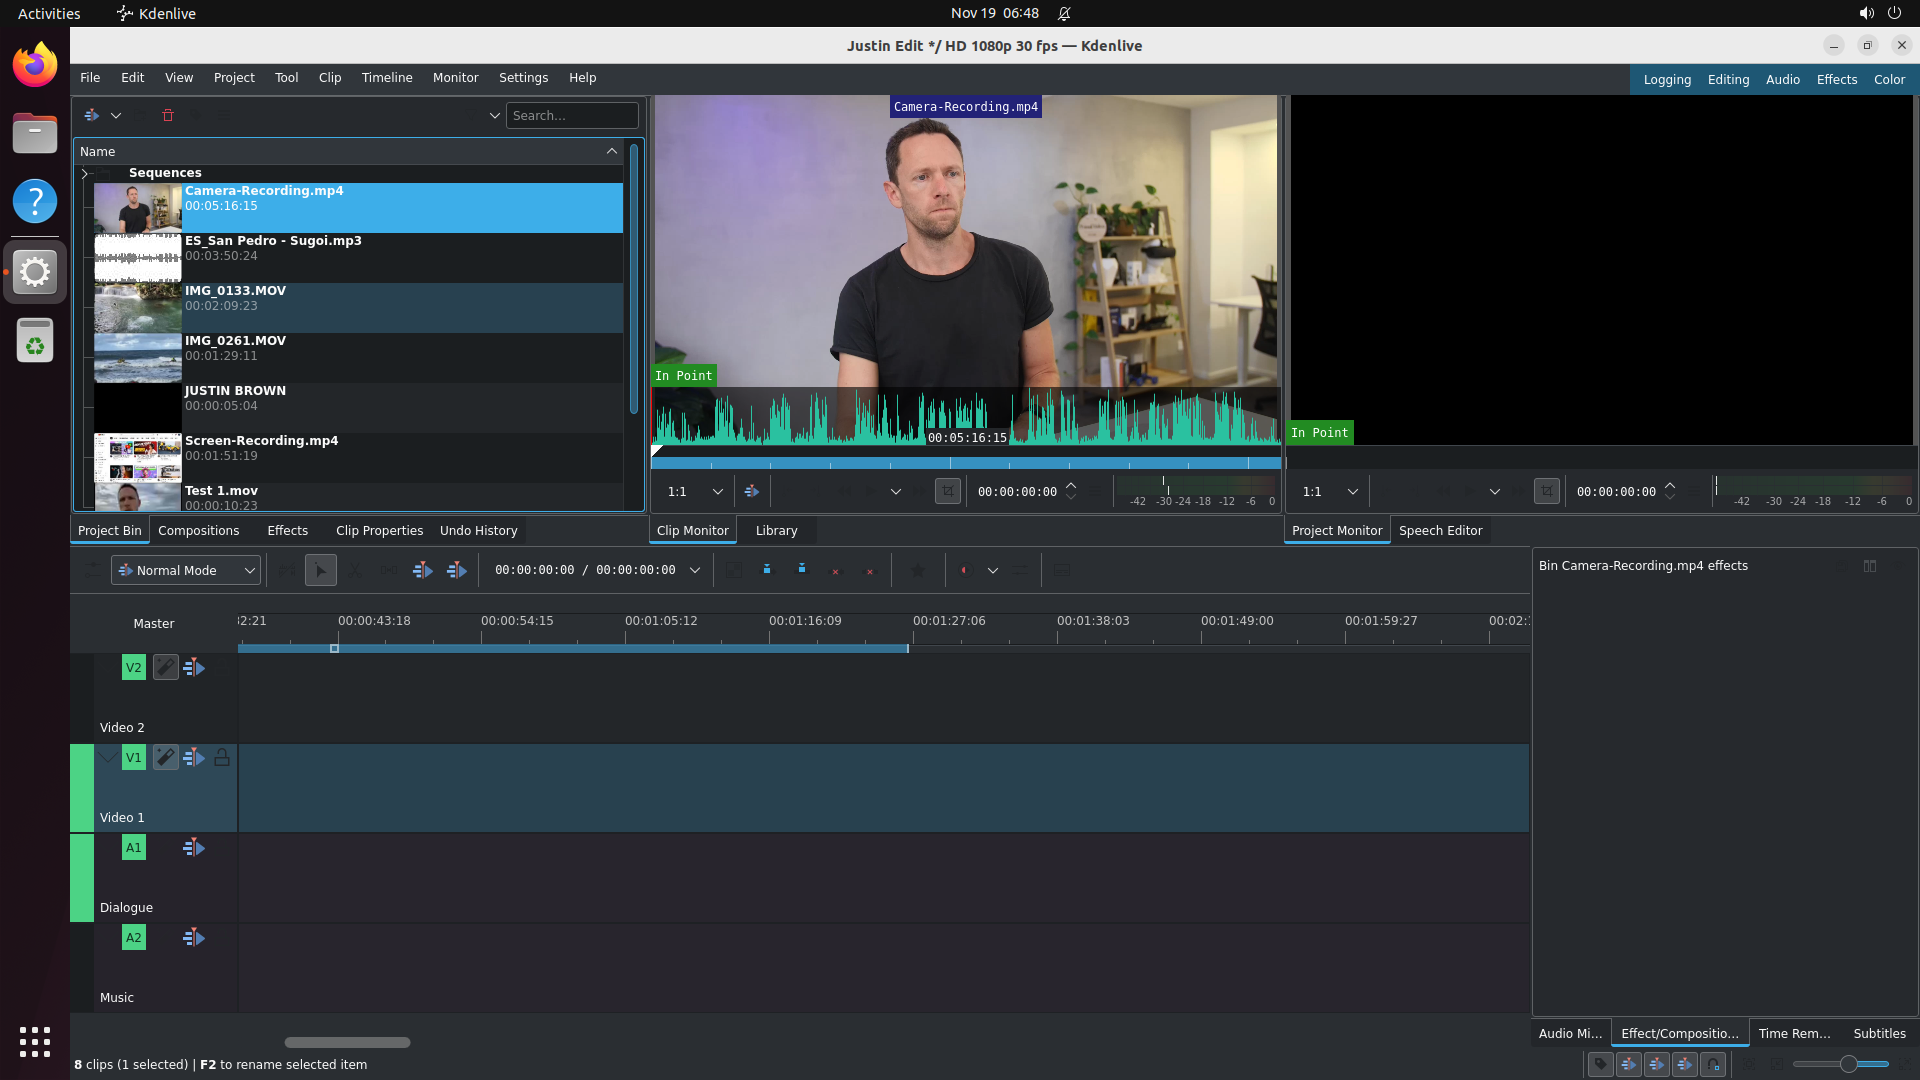 Activities
Kdenlive
Nov 19 06:48
Justin Edit */ HD 1080p 30 fps — Kdenlive
File Edit View Project Tool Clip Timeline Monitor Settings Help
Logging Editing Audio Effects Color
Search...
Name
Sequences
Camera-Recording.mp4
00:05:16:15
ES_San Pedro - Sugoi.mp3
00:03:50:24
IMG_0133.MOV
00:02:09:23
IMG_0261.MOV
00:01:29:11
JUSTIN BROWN
00:00:05:04
Screen-Recording.mp4
00:01:51:19
Test 1.mov
00:00:10:23
Camera-Recording.mp4
In Point
00:05:16:15
1:1
00:00:00:00
-42 -30 -24 -18 -12 -6 0
In Point
1:1
00:00:00:00
-42 -30 -24 -18 -12 -6 0
Project Bin Compositions Effects Clip Properties Undo History
Clip Monitor Library
Project Monitor Speech Editor
Normal Mode
00:00:00:00 / 00:00:00:00
Bin Camera-Recording.mp4 effects
Master
32:21 00:00:43:18 00:00:54:15 00:01:05:12 00:01:16:09 00:01:27:06 00:01:38:03 00:01:49:00 00:01:59:27 00:02:
V2
Video 2
V1
Video 1
A1
Dialogue
A2
Music
Audio Mi... Effect/Compositio... Time Rem... Subtitles
8 clips (1 selected) | F2 to rename selected item